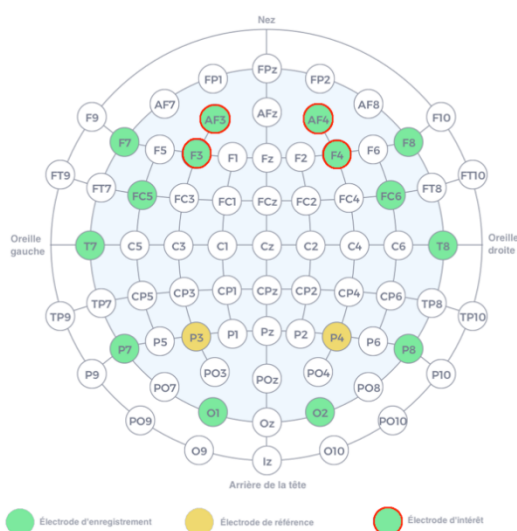 Nez
FPz
FP1
FP2
AF7
AF8
F9
AFz
F10
AF3
AF4
F7
F8
F5
F3
F1
Fz
F2
F4
F6
FT9
FT7
FC5
FC3
FC1
FCz
FC2
FC4
FC6
FT8
FT10
Oreille
gauche
T7
C5
C3
C1
Cz
C2
C4
C6
T8
Oreille
droite
TP9
TP7
CP5
CP3
CP1
CPz
CP2
CP4
CP6
TP8
TP10
P7
P5
P3
P1
Pz
P2
P4
P6
P8
P9
PO7
PO3
POz
PO4
PO8
P10
O1
Oz
O2
PO9
PO10
O9
Iz
O10
Arrière de la tête
Électrode d'enregistrement
Électrode de référence
Électrode d'intérêt